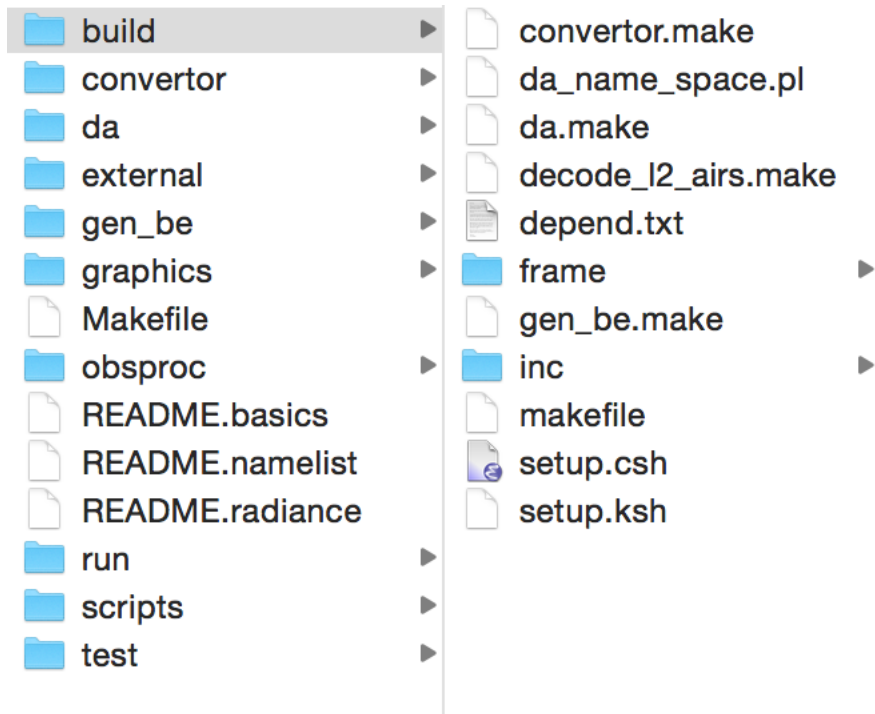 build
convertor
da
external
gen_be
graphics
Makefile
obsproc
README.basics
README.namelist
README.radiance
run
scripts
test
convertor.make
da_name_space.pl
da.make
decode_l2_airs.make
depend.txt
frame
gen_be.make
inc
makefile
setup.csh
setup.ksh